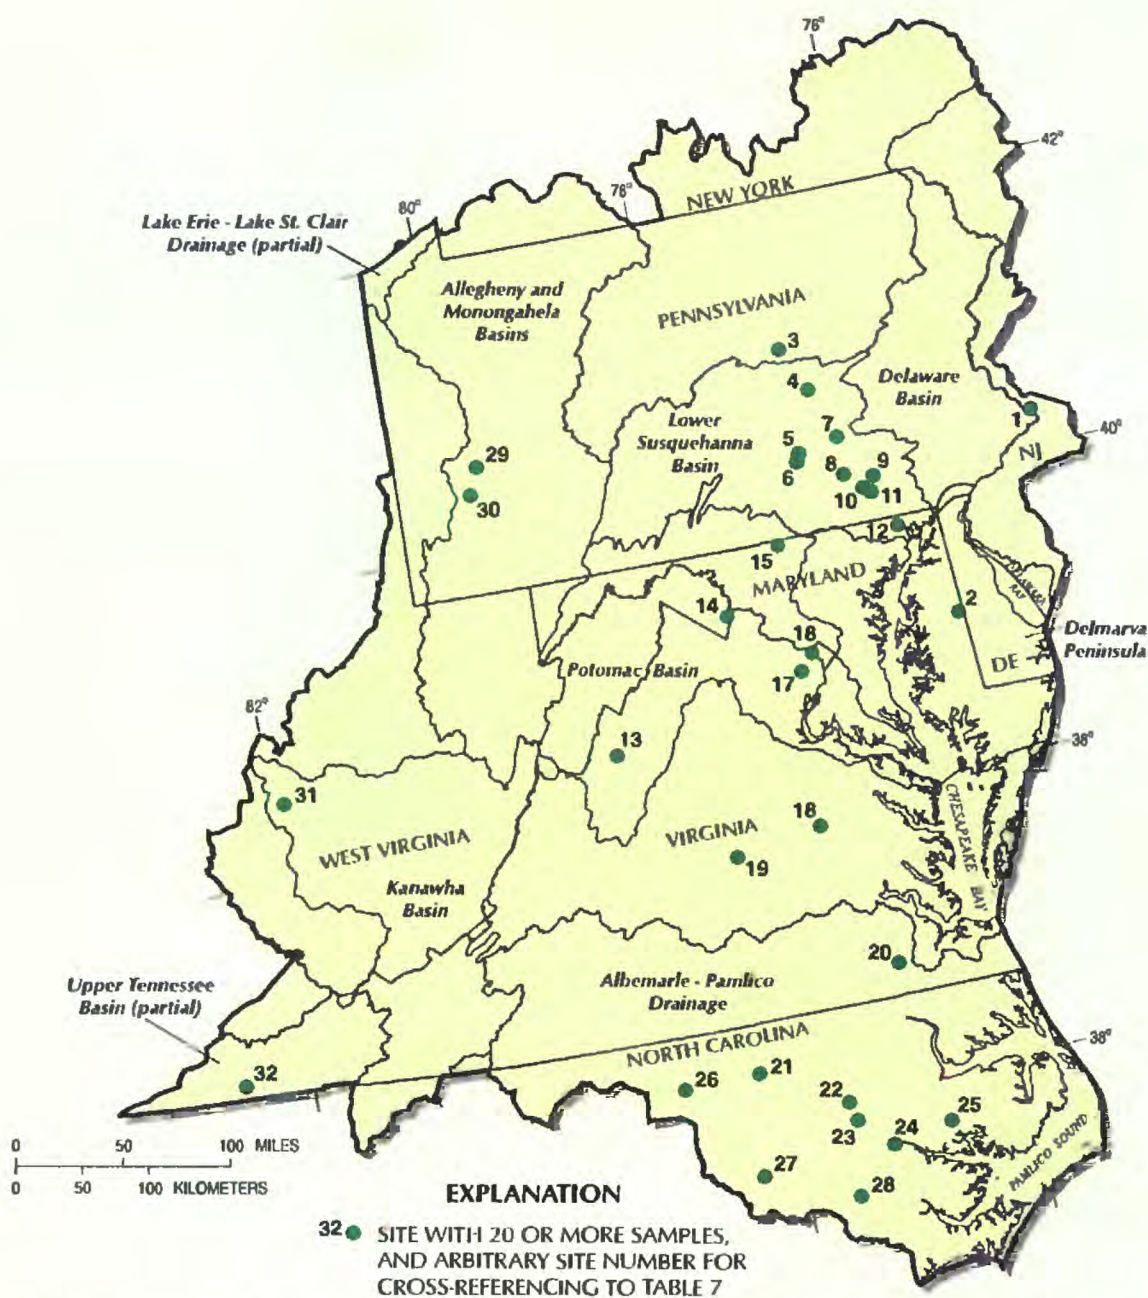 76°
42°
NEW YORK
78°
80°
Lake Erie - Lake St. Clair
Drainage (partial)
Allegheny and
Monongahela
Basins
PENNSYLVANIA
3
4
Delaware
Basin
1
40°
NJ
Lower
Susquehanna
Basin
7
5
6
8
9
10
11
29
30
12
15
MARYLAND
14
2
DELAWARE
BAY
Delmarva
Peninsula
DE
18
17
Potomac Basin
82°
13
38°
31
WEST VIRGINIA
18
VIRGINIA
19
CHESAPEAKE BAY
Kanawha
Basin
20
Upper Tennessee
Basin (partial)
Albemarle - Pamlico
Drainage
NORTH CAROLINA
38°
32
26
21
22
23
24
25
27
28
PAMLICO SOUND
0 50 100 MILES
0 50 100 KILOMETERS
EXPLANATION
32 SITE WITH 20 OR MORE SAMPLES,
AND ARBITRARY SITE NUMBER FOR
CROSS-REFERENCING TO TABLE 7